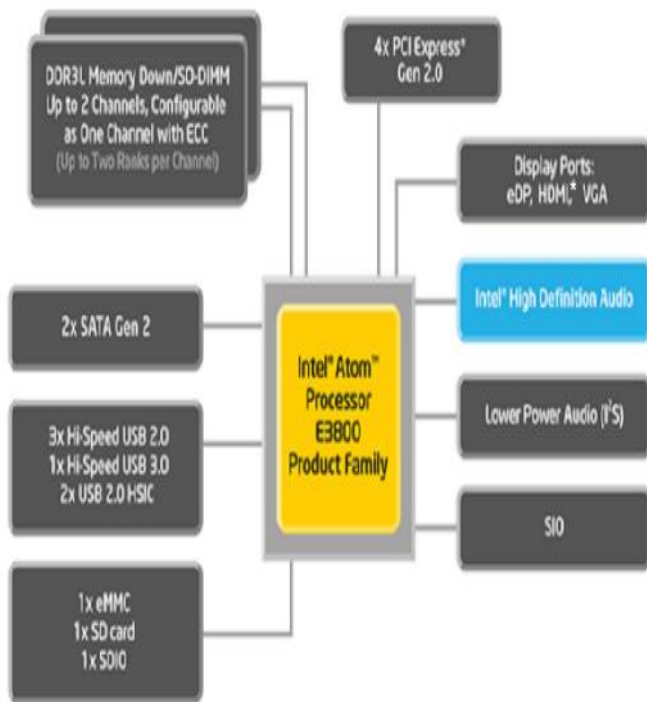 DDR3L Memory Down/SO-DIMM
Up to 2 Channels, Configurable
as One Channel with ECC
(Up to Two Ranks per Channel)
4x PCI Express*
Gen 2.0
Display Ports:
eDP, HDMI,* VGA
Intel® High Definition Audio
2x SATA Gen 2
Intel® Atom™
Processor
E3800
Product Family
Lower Power Audio (I²S)
3x Hi-Speed USB 2.0
1x Hi-Speed USB 3.0
2x USB 2.0 HSIC
SIO
1x eMMC
1x SD card
1x SDIO